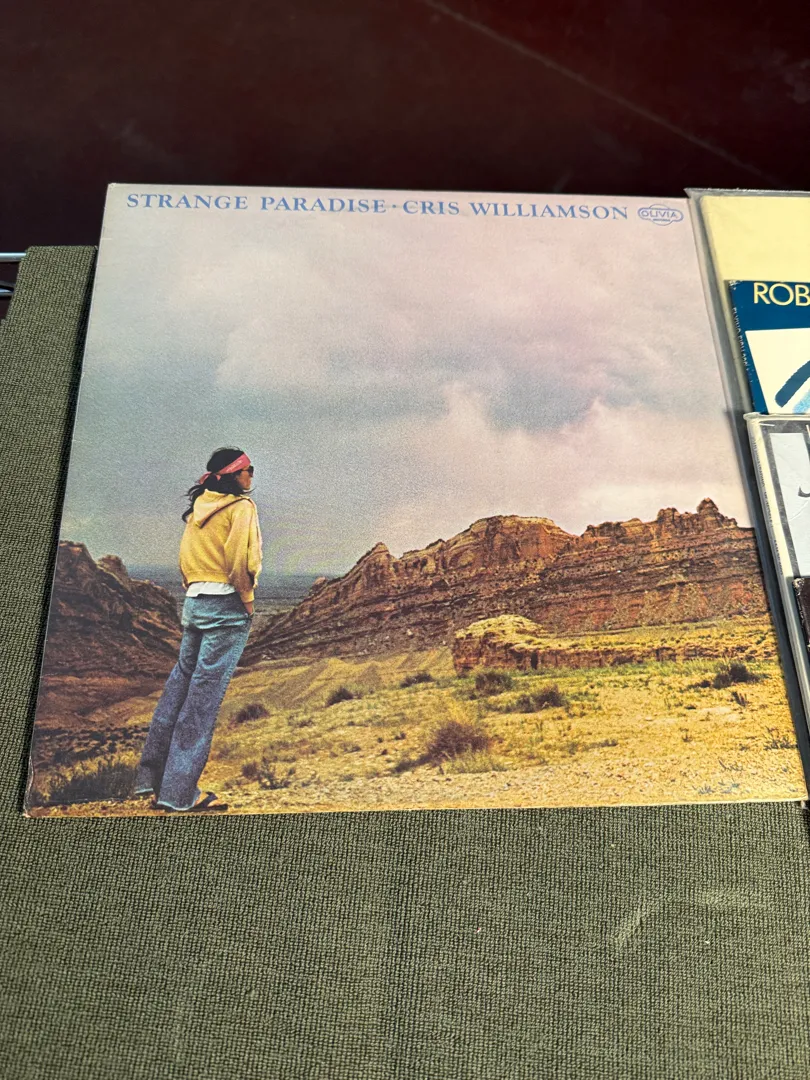 STRANGE PARADISE · CRIS WILLIAMSON
OLIVIA
ROB